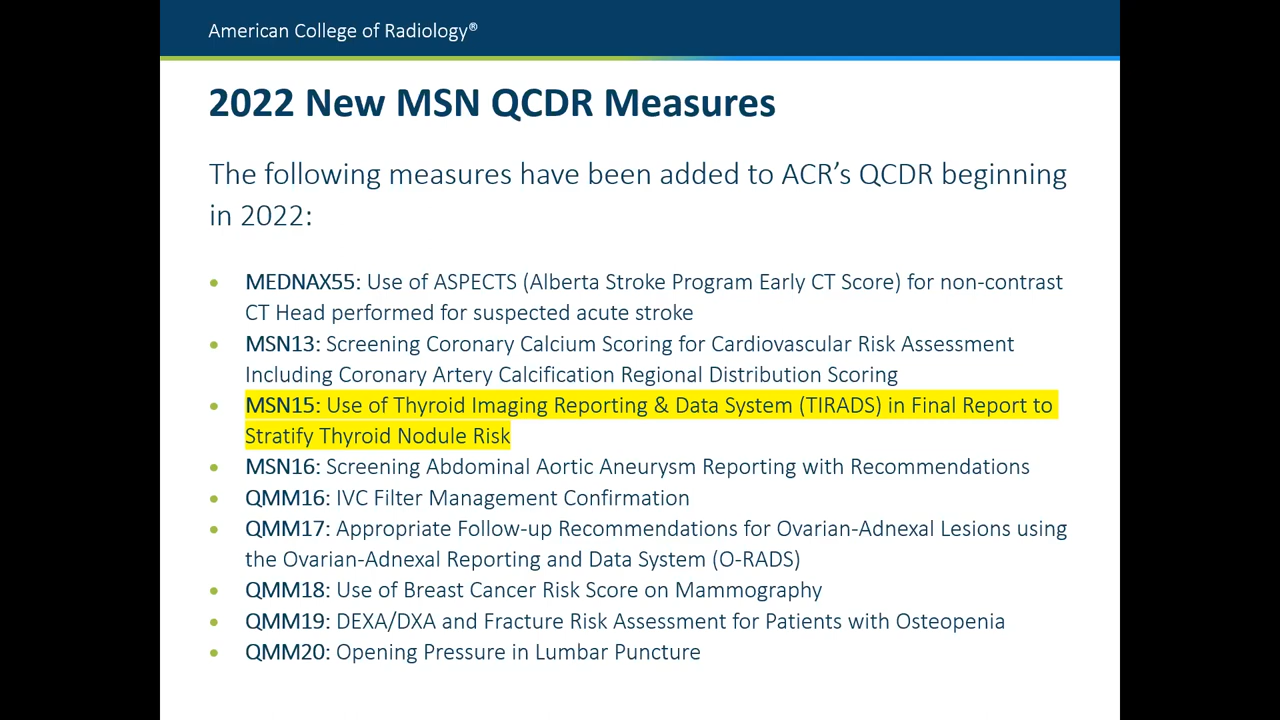 American College of Radiology®
2022 New MSN QCDR Measures
The following measures have been added to ACR’s QCDR beginning
in 2022:
• MEDNAX55: Use of ASPECTS (Alberta Stroke Program Early CT Score) for non-contrast
CT Head performed for suspected acute stroke
• MSN13: Screening Coronary Calcium Scoring for Cardiovascular Risk Assessment
Including Coronary Artery Calcification Regional Distribution Scoring
• MSN15: Use of Thyroid Imaging Reporting & Data System (TIRADS) in Final Report to
Stratify Thyroid Nodule Risk
• MSN16: Screening Abdominal Aortic Aneurysm Reporting with Recommendations
• QMM16: IVC Filter Management Confirmation
• QMM17: Appropriate Follow-up Recommendations for Ovarian-Adnexal Lesions using
the Ovarian-Adnexal Reporting and Data System (O-RADS)
• QMM18: Use of Breast Cancer Risk Score on Mammography
• QMM19: DEXA/DXA and Fracture Risk Assessment for Patients with Osteopenia
• QMM20: Opening Pressure in Lumbar Puncture